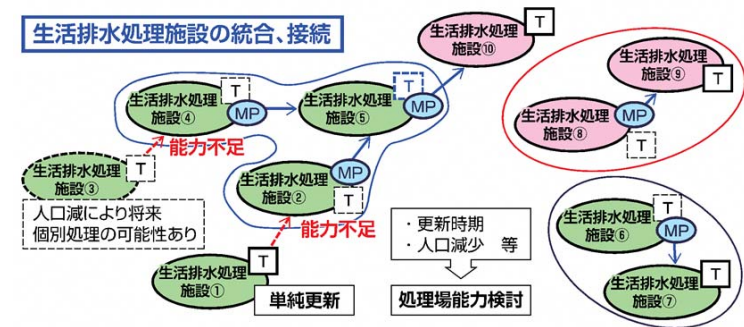 生活排水処理施設の統合、接続
生活排水処理
施設⑩
T
生活排水処理
施設④
T
MP
生活排水処理
施設⑤
T
MP
生活排水処理
施設⑨
T
生活排水処理
施設⑧
MP
T
能力不足
生活排水処理
施設③
T
生活排水処理
施設②
MP
T
能力不足
人口減により将来
個別処理の可能性あり
生活排水処理
施設①
T
単純更新
・更新時期
・人口減少　等
処理場能力検討
生活排水処理
施設⑥
T
MP
生活排水処理
施設⑦
T